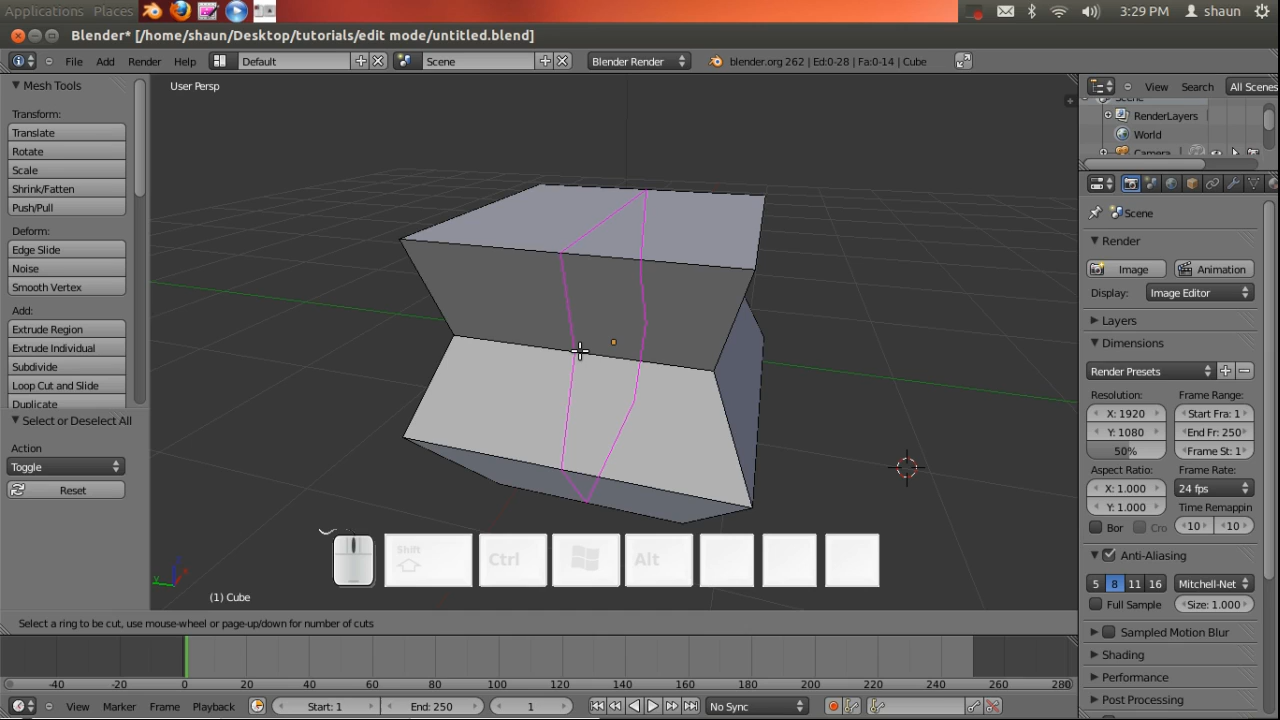 Applications Places 3:29 PM shaun
Blender* [/home/shaun/Desktop/tutorials/edit mode/untitled.blend]
File Add Render Help Default Scene Blender Render blender.org 262 | Ed:0-28 | Fa:0-14 | Cube
Mesh Tools
Transform:
Translate
Rotate
Scale
Shrink/Fatten
Push/Pull
Deform:
Edge Slide
Noise
Smooth Vertex
Add:
Extrude Region
Extrude Individual
Subdivide
Loop Cut and Slide
Duplicate
Select or Deselect All
Action
Toggle
Reset
User Persp
Shift Ctrl Alt
y
(1) Cube
Select a ring to be cut, use mouse-wheel or page-up/down for number of cuts
View Search All Scenes
Scene
RenderLayers
World
Camera
Scene
Render
Image Animation
Display: Image Editor
Layers
Dimensions
Render Presets
Resolution: Frame Range:
X: 1920 Start Fra: 1
Y: 1080 End Fr: 250
50% Frame St: 1
Aspect Ratio: Frame Rate:
X: 1.000 24 fps
Y: 1.000 Time Remappin
Bor Cro 10 10
Anti-Aliasing
5 8 11 16 Mitchell-Net
Full Sample Size: 1.000
Sampled Motion Blur
Shading
Performance
Post Processing
-40 -20 0 20 40 60 80 100 120 140 160 180 200 220 240 260 280
View Marker Frame Playback Start: 1 End: 250 1 No Sync